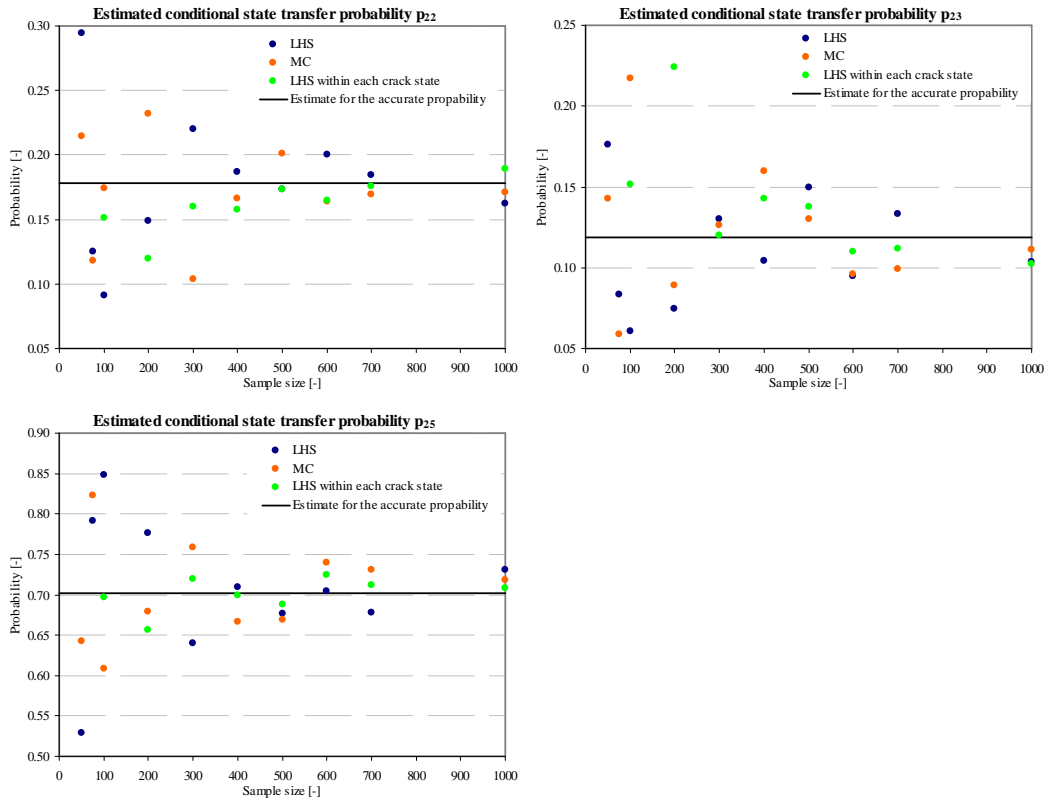 Estimated conditional state transfer probability p22
LHS
MC
LHS within each crack state
Estimate for the accurate propability
0.30
0.25
0.20
0.15
0.10
0.05
Probability [-]
0 100 200 300 400 500 600 700 800 900 1000
Sample size [-]
Estimated conditional state transfer probability p23
LHS
MC
LHS within each crack state
Estimate for the accurate propability
0.25
0.20
0.15
0.10
0.05
Probability [-]
0 100 200 300 400 500 600 700 800 900 1000
Sample size [-]
Estimated conditional state transfer probability p25
LHS
MC
LHS within each crack state
Estimate for the accurate propability
0.90
0.85
0.80
0.75
0.70
0.65
0.60
0.55
0.50
Probability [-]
0 100 200 300 400 500 600 700 800 900 1000
Sample size [-]